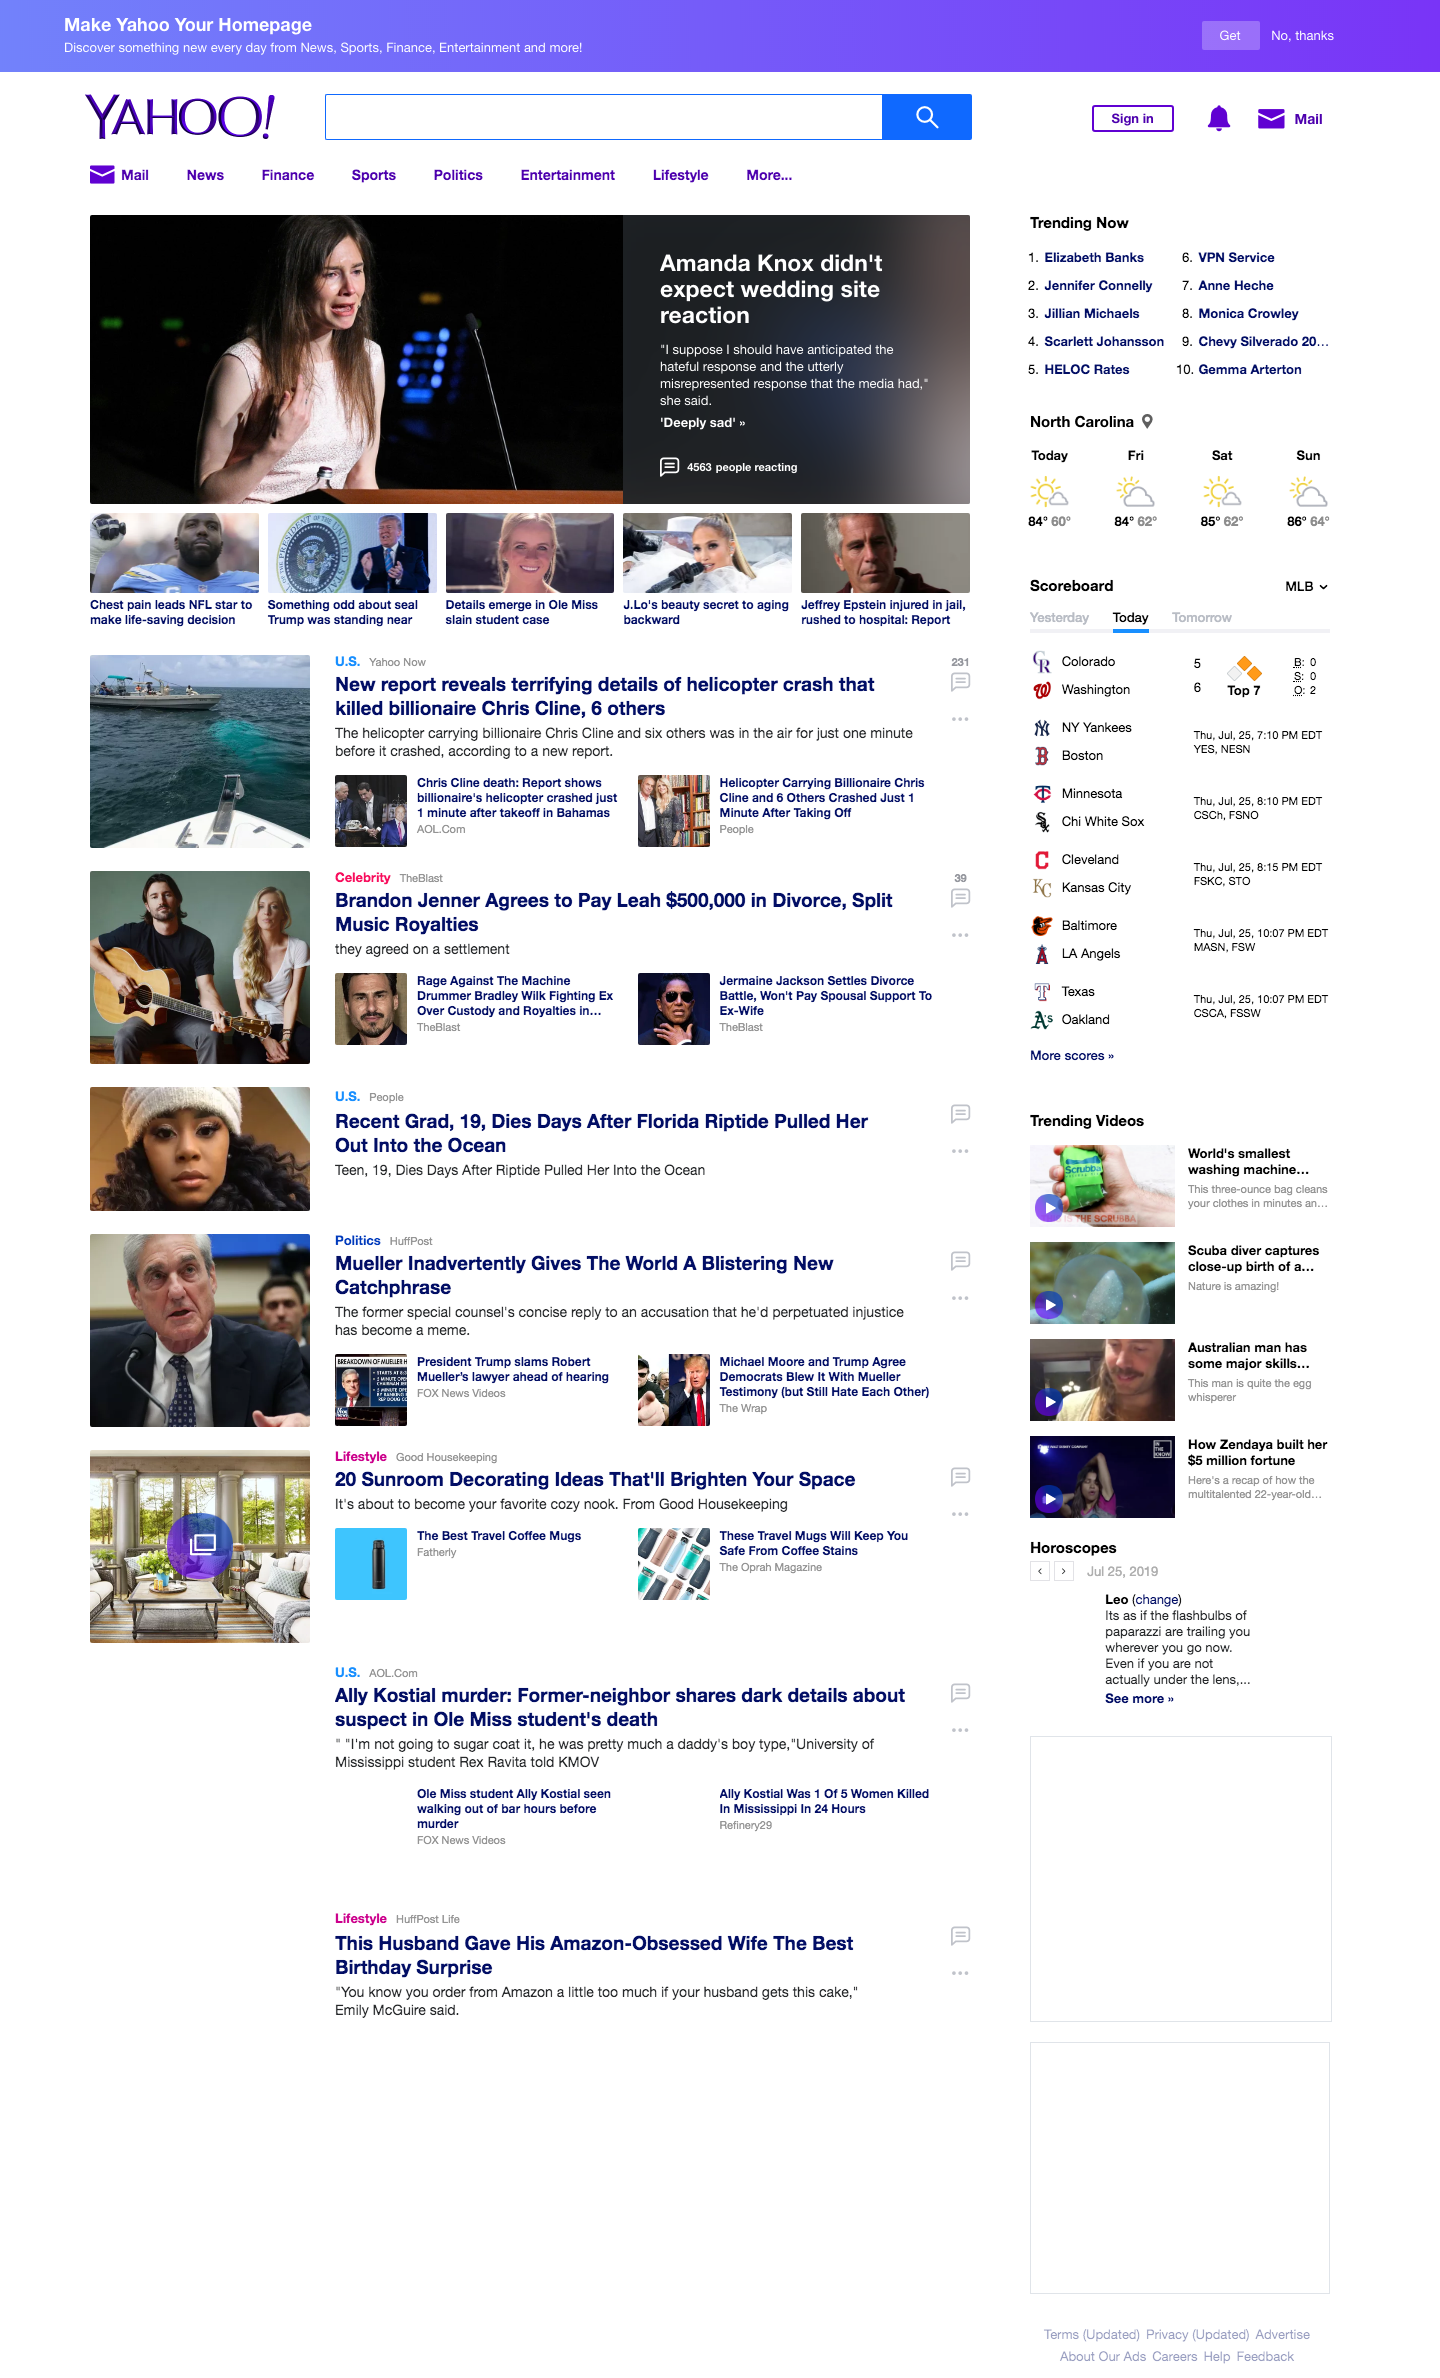 Make Yahoo Your Homepage
Discover something new every day from News, Sports, Finance, Entertainment and more!
Get
No, thanks
YAHOO!
Sign in
Mail
Mail
News
Finance
Sports
Politics
Entertainment
Lifestyle
More...
Amanda Knox didn't
expect wedding site
reaction
"I suppose I should have anticipated the
hateful response and the utterly
misrepresented response that the media had,"
she said.
'Deeply sad' »
4563 people reacting
Chest pain leads NFL star to
make life-saving decision
Something odd about seal
Trump was standing near
Details emerge in Ole Miss
slain student case
J.Lo's beauty secret to aging
backward
Jeffrey Epstein injured in jail,
rushed to hospital: Report
U.S. Yahoo Now
231
New report reveals terrifying details of helicopter crash that
killed billionaire Chris Cline, 6 others
The helicopter carrying billionaire Chris Cline and six others was in the air for just one minute
before it crashed, according to a new report.
Chris Cline death: Report shows
billionaire's helicopter crashed just
1 minute after takeoff in Bahamas
AOL.Com
Helicopter Carrying Billionaire Chris
Cline and 6 Others Crashed Just 1
Minute After Taking Off
People
Celebrity TheBlast
39
Brandon Jenner Agrees to Pay Leah $500,000 in Divorce, Split
Music Royalties
they agreed on a settlement
Rage Against The Machine
Drummer Bradley Wilk Fighting Ex
Over Custody and Royalties in...
TheBlast
Jermaine Jackson Settles Divorce
Battle, Won't Pay Spousal Support To
Ex-Wife
TheBlast
U.S. People
Recent Grad, 19, Dies Days After Florida Riptide Pulled Her
Out Into the Ocean
Teen, 19, Dies Days After Riptide Pulled Her Into the Ocean
Politics HuffPost
Mueller Inadvertently Gives The World A Blistering New
Catchphrase
The former special counsel's concise reply to an accusation that he'd perpetuated injustice
has become a meme.
BREAKDOWN OF MUELLER H
President Trump slams Robert
Mueller's lawyer ahead of hearing
FOX News Videos
Michael Moore and Trump Agree
Democrats Blew It With Mueller
Testimony (but Still Hate Each Other)
The Wrap
Lifestyle Good Housekeeping
20 Sunroom Decorating Ideas That'll Brighten Your Space
It's about to become your favorite cozy nook. From Good Housekeeping
The Best Travel Coffee Mugs
Fatherly
These Travel Mugs Will Keep You
Safe From Coffee Stains
The Oprah Magazine
U.S. AOL.Com
Ally Kostial murder: Former-neighbor shares dark details about
suspect in Ole Miss student's death
" "I'm not going to sugar coat it, he was pretty much a daddy's boy type,"University of
Mississippi student Rex Ravita told KMOV
Ole Miss student Ally Kostial seen
walking out of bar hours before
murder
FOX News Videos
Ally Kostial Was 1 Of 5 Women Killed
In Mississippi In 24 Hours
Refinery29
Lifestyle HuffPost Life
This Husband Gave His Amazon-Obsessed Wife The Best
Birthday Surprise
"You know you order from Amazon a little too much if your husband gets this cake,"
Emily McGuire said.
Trending Now
1. Elizabeth Banks
2. Jennifer Connelly
3. Jillian Michaels
4. Scarlett Johansson
5. HELOC Rates
6. VPN Service
7. Anne Heche
8. Monica Crowley
9. Chevy Silverado 20...
10. Gemma Arterton
North Carolina
Today Fri Sat Sun
84° 60° 84° 62° 85° 62° 86° 64°
Scoreboard
MLB
Yesterday Today Tomorrow
Colorado 5
Washington 6
Top 7
B: 0
S: 0
O: 2
NY Yankees
Boston
Thu, Jul, 25, 7:10 PM EDT
YES, NESN
Minnesota
Chi White Sox
Thu, Jul, 25, 8:10 PM EDT
CSCh, FSNO
Cleveland
Kansas City
Thu, Jul, 25, 8:15 PM EDT
FSKC, STO
Baltimore
LA Angels
Thu, Jul, 25, 10:07 PM EDT
MASN, FSW
Texas
Oakland
Thu, Jul, 25, 10:07 PM EDT
CSCA, FSSW
More scores »
Trending Videos
Scrubba
IS THE SCRUBBA
World's smallest
washing machine...
This three-ounce bag cleans
your clothes in minutes an...
Scuba diver captures
close-up birth of a...
Nature is amazing!
Australian man has
some major skills...
This man is quite the egg
whisperer
IN THE KNOW
How Zendaya built her
$5 million fortune
Here's a recap of how the
multitalented 22-year-old...
Horoscopes
‹ › Jul 25, 2019
Leo (change)
Its as if the flashbulbs of
paparazzi are trailing you
wherever you go now.
Even if you are not
actually under the lens,...
See more »
Terms (Updated) Privacy (Updated) Advertise
About Our Ads Careers Help Feedback